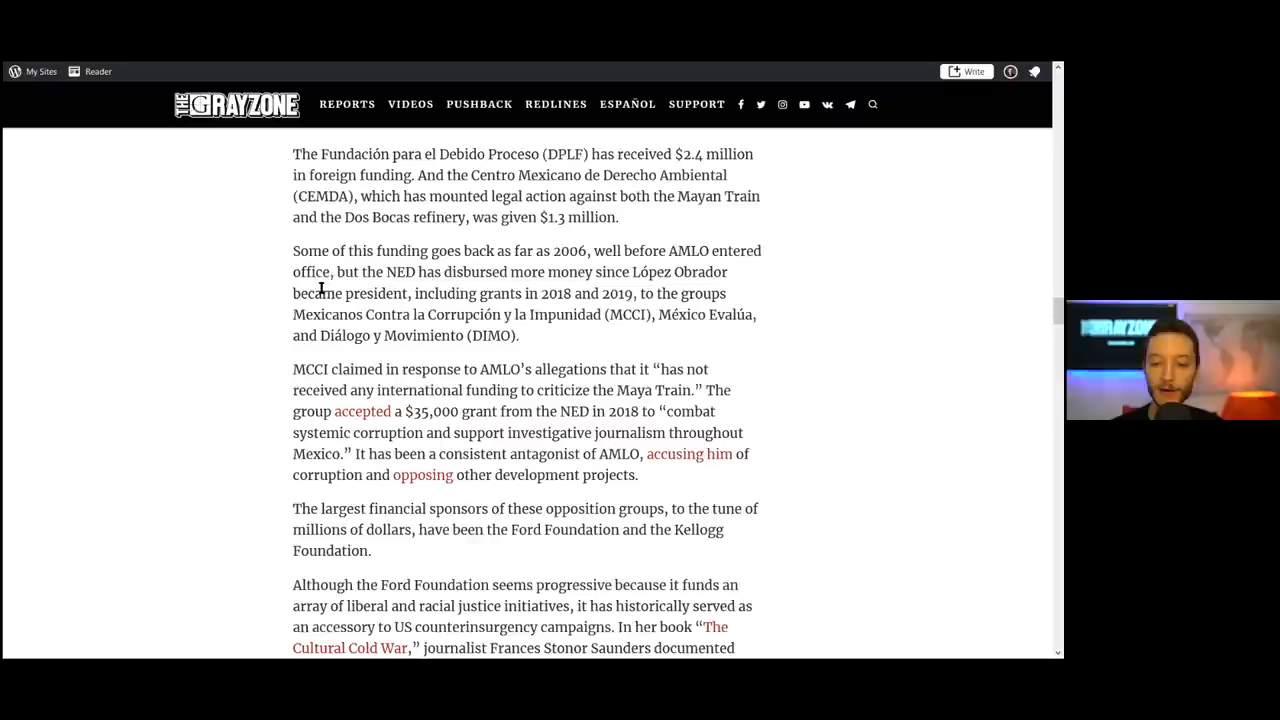 My Sites
Reader
Write
THE GRAYZONE
REPORTS VIDEOS PUSHBACK REDLINES ESPAÑOL SUPPORT
The Fundación para el Debido Proceso (DPLF) has received $2.4 million
in foreign funding. And the Centro Mexicano de Derecho Ambiental
(CEMDA), which has mounted legal action against both the Mayan Train
and the Dos Bocas refinery, was given $1.3 million.
Some of this funding goes back as far as 2006, well before AMLO entered
office, but the NED has disbursed more money since López Obrador
became president, including grants in 2018 and 2019, to the groups
Mexicanos Contra la Corrupción y la Impunidad (MCCI), México Evalúa,
and Diálogo y Movimiento (DIMO).
MCCI claimed in response to AMLO’s allegations that it “has not
received any international funding to criticize the Maya Train.” The
group accepted a $35,000 grant from the NED in 2018 to “combat
systemic corruption and support investigative journalism throughout
Mexico.” It has been a consistent antagonist of AMLO, accusing him of
corruption and opposing other development projects.
The largest financial sponsors of these opposition groups, to the tune of
millions of dollars, have been the Ford Foundation and the Kellogg
Foundation.
Although the Ford Foundation seems progressive because it funds an
array of liberal and racial justice initiatives, it has historically served as
an accessory to US counterinsurgency campaigns. In her book “The
Cultural Cold War,” journalist Frances Stonor Saunders documented
THE GRAYZONE